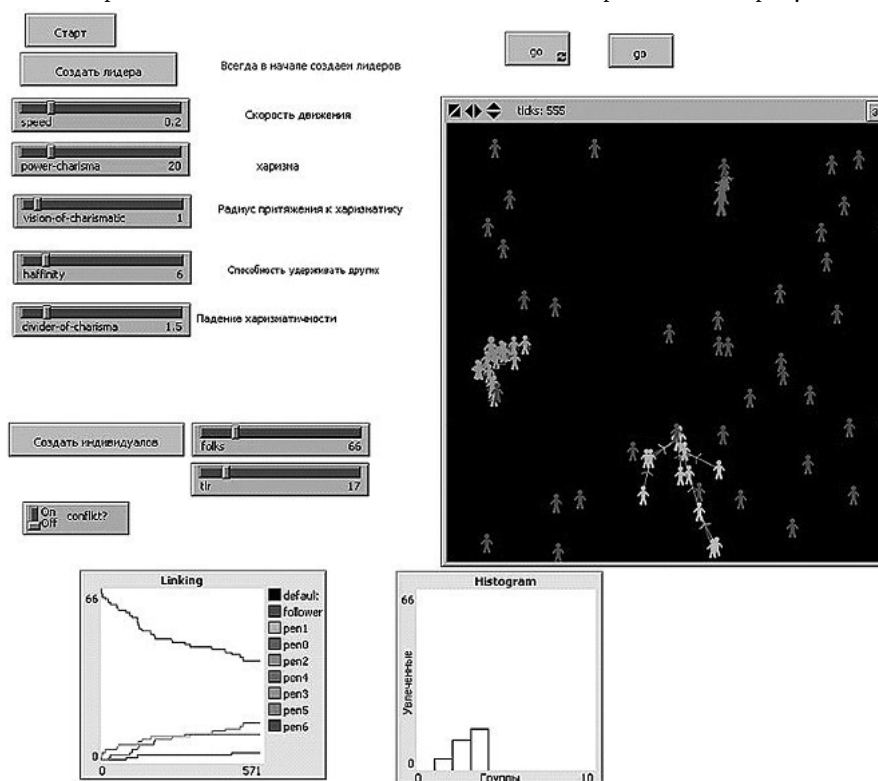 Старт
go
go
Создать лидера
Всегда в начале создаем лидеров
speed 0.2
Скорость движения
ticks: 555
power-charisma 20
харизма
vision-of-charismatic 1
Радиус притяжения к харизматику
haffinity 6
Способность удерживать других
divider-of-charisma 1.5
Падение харизматичности
Создать индивидуалов
folks 66
tlr 17
On
Off
conflict?
Linking
66
0
0 571
defaul:
follower
pen1
pen0
pen2
pen4
pen3
pen5
pen6
Histogram
66
Увлеченные
0
0 Группы 10